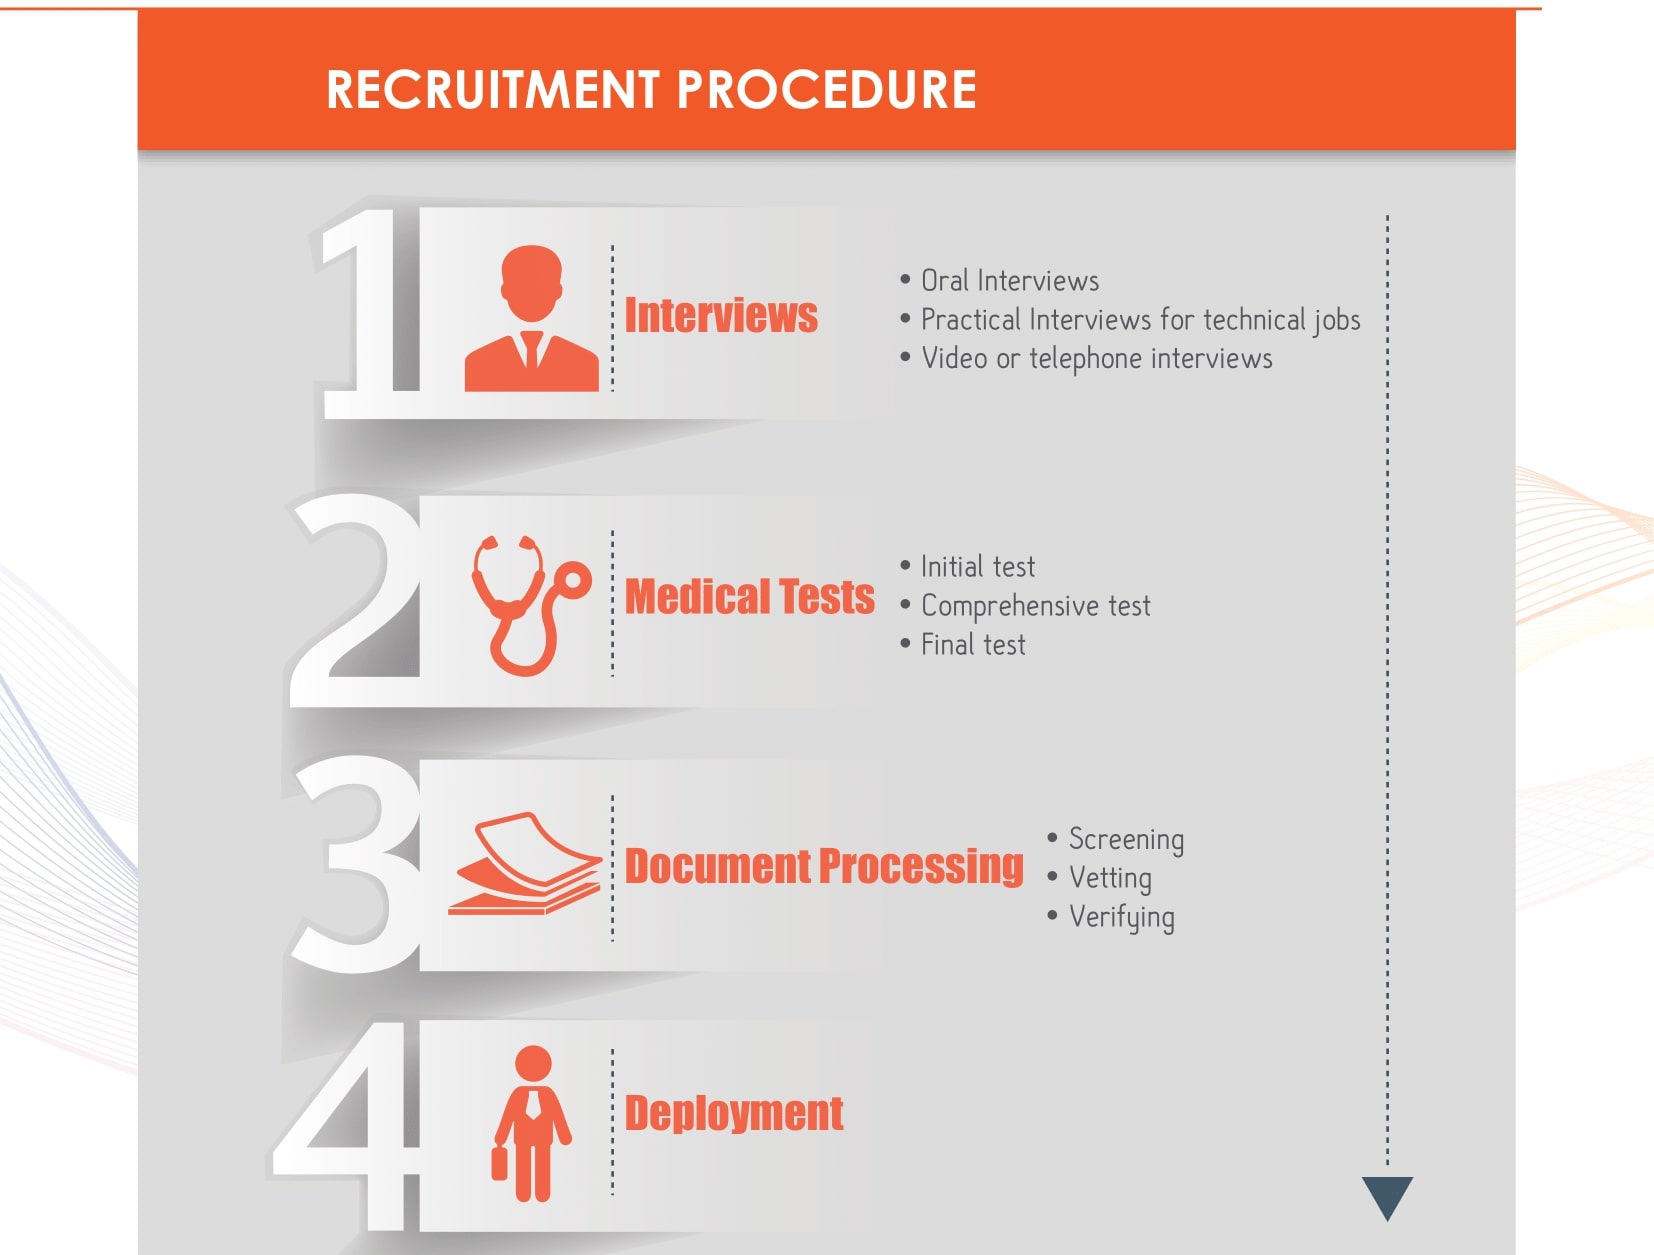 RECRUITMENT PROCEDURE
1
Interviews
• Oral Interviews
• Practical Interviews for technical jobs
• Video or telephone interviews
2
Medical Tests
• Initial test
• Comprehensive test
• Final test
3
Document Processing
• Screening
• Vetting
• Verifying
4
Deployment